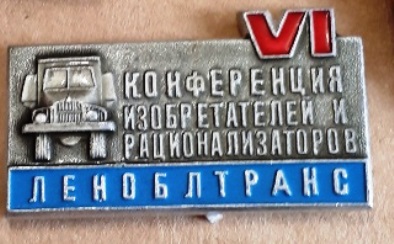 VI
КОНФЕРЕНЦИЯ
ИЗОБРЕТАТЕЛЕЙ И
РАЦИОНАЛИЗАТОРОВ
ЛЕНОБЛТРАНС